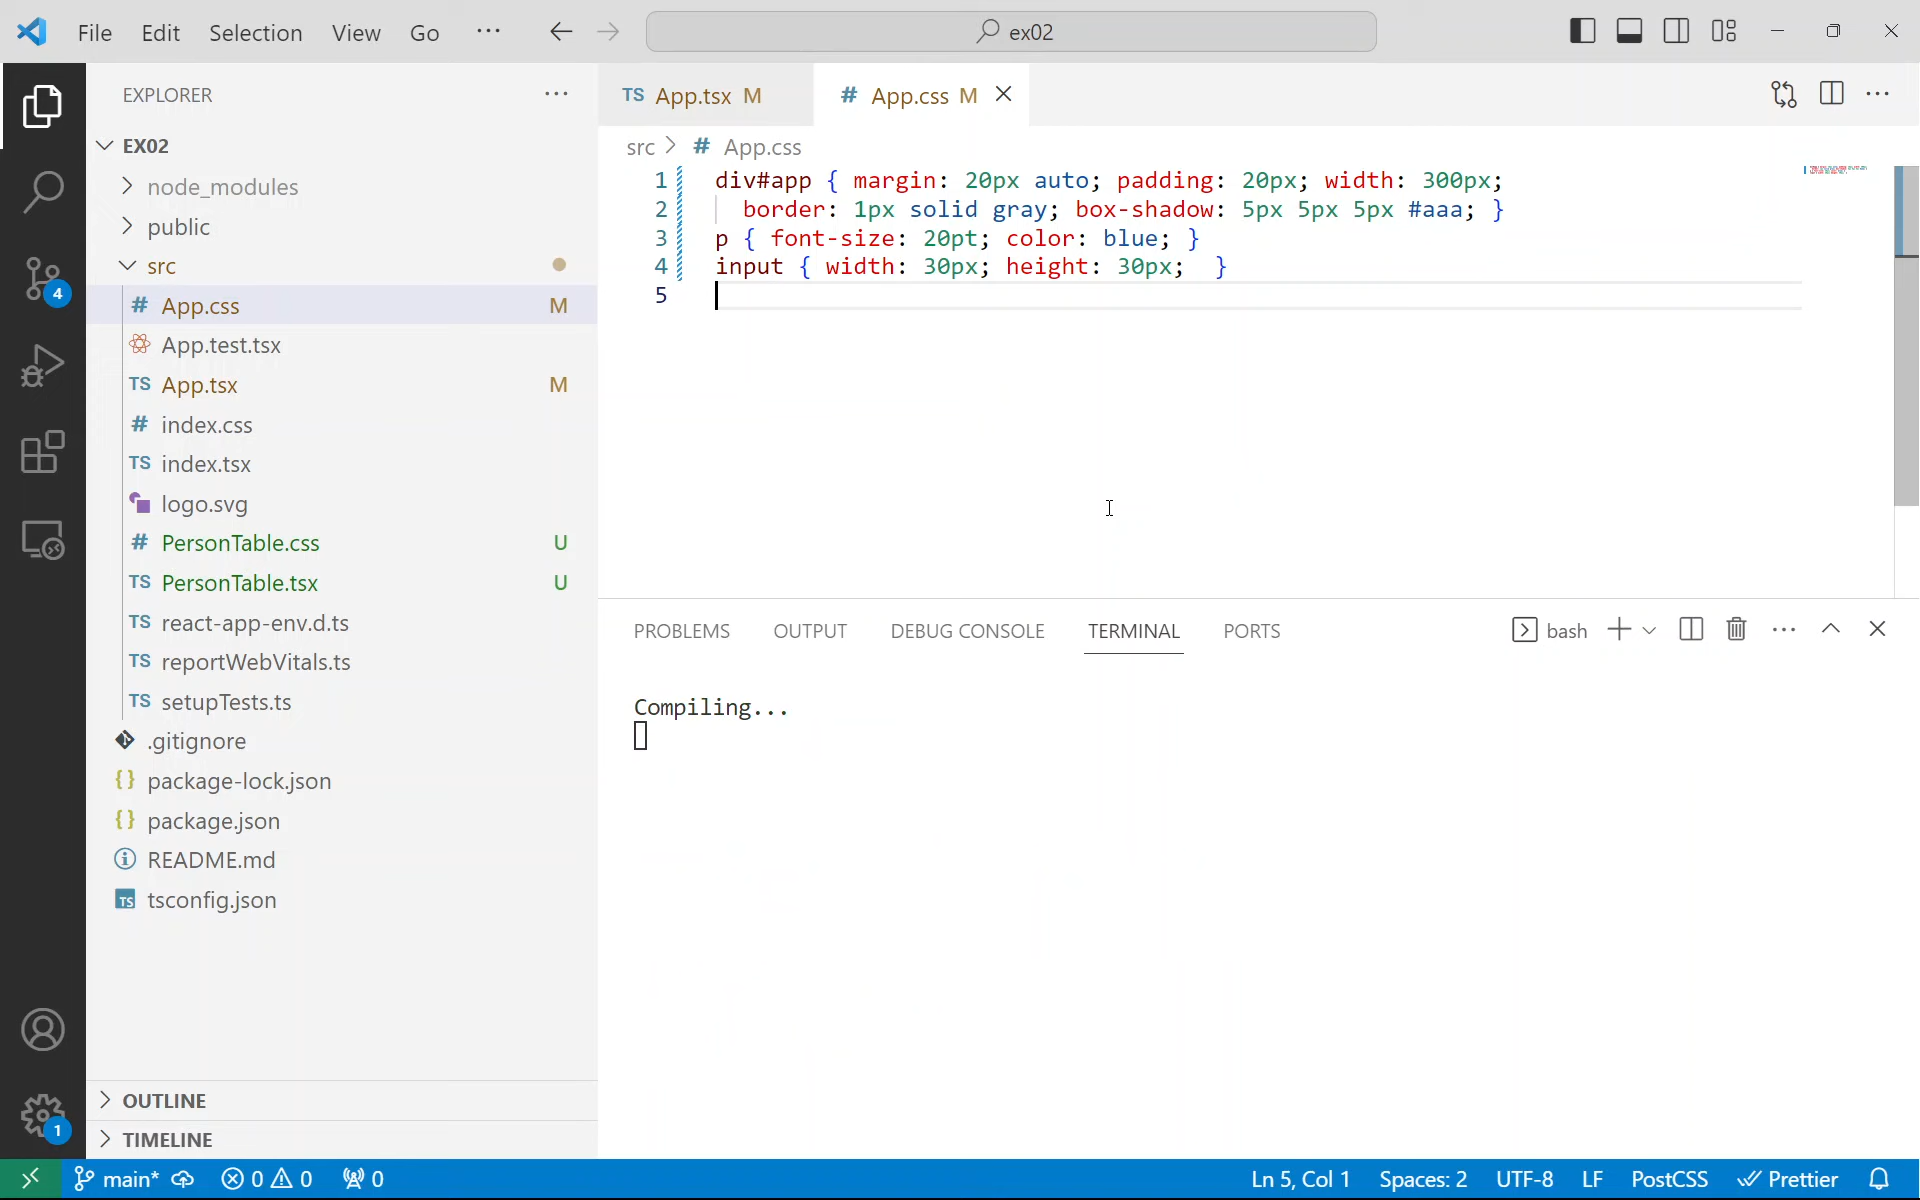 File Edit Selection View Go ··· ex02
EXPLORER ···
EX02
node_modules
public
src
# App.css M
App.test.tsx
TS App.tsx M
# index.css
TS index.tsx
logo.svg
# PersonTable.css U
TS PersonTable.tsx U
TS react-app-env.d.ts
TS reportWebVitals.ts
TS setupTests.ts
.gitignore
{} package-lock.json
{} package.json
README.md
TS tsconfig.json
OUTLINE
TIMELINE
4
1
TS App.tsx M # App.css M
src > # App.css
1 div#app { margin: 20px auto; padding: 20px; width: 300px;
2 border: 1px solid gray; box-shadow: 5px 5px 5px #aaa; }
3 p { font-size: 20pt; color: blue; }
4 input { width: 30px; height: 30px;  }
5
PROBLEMS OUTPUT DEBUG CONSOLE TERMINAL PORTS bash
Compiling...
main* 0 0 0 Ln 5, Col 1 Spaces: 2 UTF-8 LF PostCSS Prettier